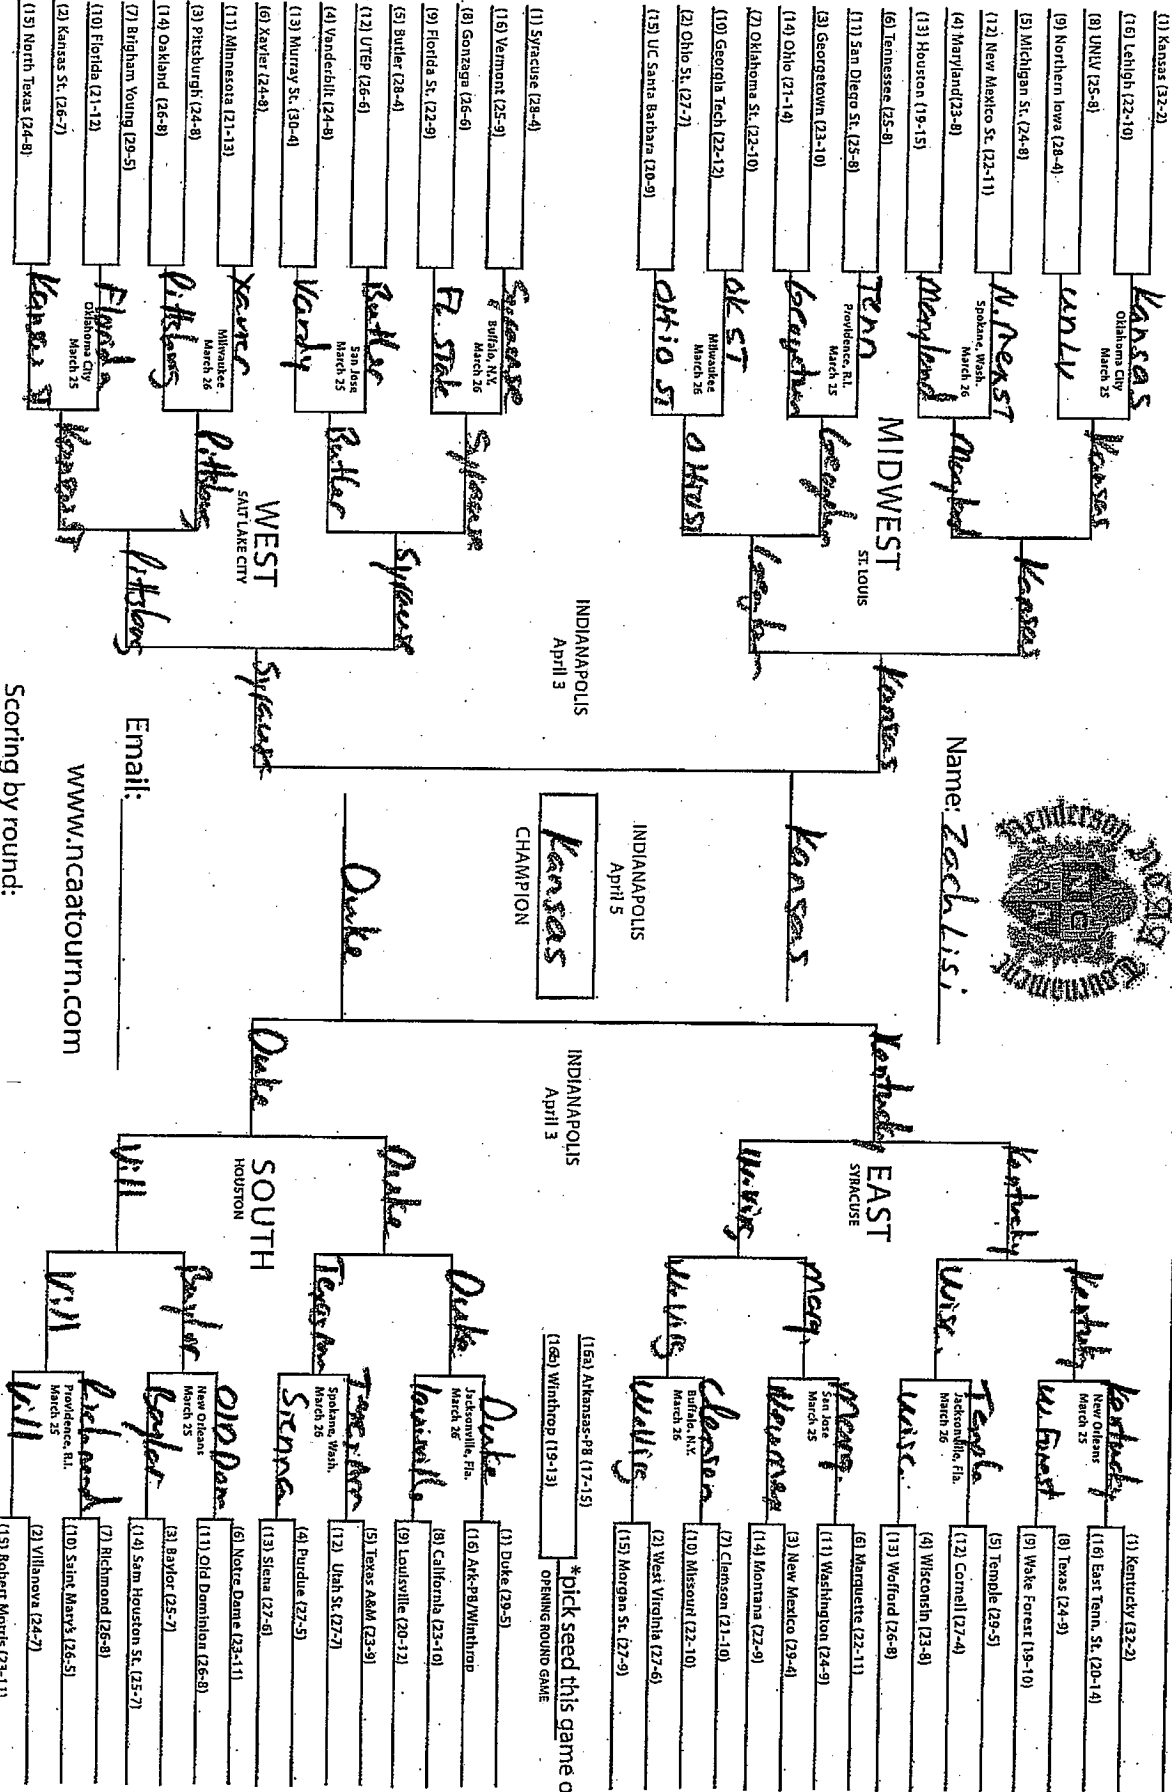 (1) Kansas (32-2)
(16) Lehigh (22-10)
(8) UNLV (25-8)
(9) Northern Iowa (28-4)
(5) Michigan St. (24-8)
(12) New Mexico St. (22-11)
(4) Maryland(23-8)
(13) Houston (19-15)
(6) Tennessee (25-8)
(11) San Diego St. (25-8)
(3) Georgetown (23-10)
(14) Ohio (21-14)
(7) Oklahoma St. (22-10)
(10) Georgia Tech (22-12)
(2) Ohio St. (27-7)
(15) UC Santa Barbara (20-9)
Kansas
Oklahoma City
March 25
UNLV
N. Mexst
Spokane, Wash.
March 26
Maryland
Tenn
Providence, R.I.
March 25
Georgetown
OK ST
Milwaukee
March 26
OHIO ST
Kansas
Maryland
Georgetown
OHIO ST
MIDWEST
ST. LOUIS
Kansas
Georgetown
Kansas
(1) Syracuse (28-4)
(16) Vermont (25-9)
(8) Gonzaga (26-6)
(9) Florida St. (22-9)
(5) Butler (28-4)
(12) UTEP (26-6)
(4) Vanderbilt (24-8)
(13) Murray St. (30-4)
(6) Xavier (24-8)
(11) Minnesota (21-13)
(3) Pittsburgh (24-8)
(14) Oakland (26-8)
(7) Brigham Young (29-5)
(10) Florida (21-12)
(2) Kansas St. (26-7)
(15) North Texas (24-8)
Syracuse
Buffalo, N.Y.
March 26
FL. State
Butler
San Jose
March 25
Vandy
Xavier
Milwaukee
March 26
Pittsburg
Florida
Oklahoma City
March 25
Kansas ST
Syracuse
Butler
Pittsburg
Kansas ST
WEST
SALT LAKE CITY
Syracuse
Pittsburg
Syracuse
INDIANAPOLIS
April 3
Henderson NCAA Tournament
NCAA
Name: Zach Lisi
Kansas
INDIANAPOLIS
April 5
Kansas
CHAMPION
Duke
Email:
www.ncaatourn.com
Scoring by round:
INDIANAPOLIS
April 3
Kentucky
EAST
SYRACUSE
Kentucky
W.Virg
Kentucky
Wisc.
Marq.
W.Virg
Kentucky
New Orleans
March 25
W. Forest
Temple
Jacksonville, Fla.
March 26
Wisc.
Marq.
San Jose
March 25
Clemson
Buffalo, N.Y.
March 26
W.Virg
(1) Kentucky (32-2)
(16) East Tenn. St. (20-14)
(8) Texas (24-9)
(9) Wake Forest (19-10)
(5) Temple (29-5)
(12) Cornell (27-4)
(4) Wisconsin (23-8)
(13) Wofford (26-8)
(6) Marquette (22-11)
(11) Washington (24-9)
(3) New Mexico (29-4)
(14) Montana (22-9)
(7) Clemson (21-10)
(10) Missouri (22-10)
(2) West Virginia (27-6)
(15) Morgan St. (27-9)
(16a) Arkansas-PB (17-15)
(16b) Winthrop (19-13)
*pick seed this game
OPENING ROUND GAME
Duke
SOUTH
HOUSTON
Duke
Vill
Duke
Baylor
Vill
Duke
Jacksonville, Fla.
March 26
Louisville
Spokane, Wash.
March 26
Sienna
Old Dom
New Orleans
March 25
Baylor
Richmond
Providence, R.I.
March 25
Vill
(1) Duke (29-5)
(16) Ark-PB/Winthrop
(8) California (23-10)
(9) Louisville (20-12)
(5) Texas A&M (23-9)
(12) Utah St. (27-7)
(4) Purdue (27-5)
(13) Siena (27-6)
(6) Notre Dame (23-11)
(11) Old Dominion (26-8)
(3) Baylor (25-7)
(14) Sam Houston St. (25-7)
(7) Richmond (26-8)
(10) Saint Mary's (26-5)
(2) Villanova (24-7)
(15) Robert Morris (23-11)